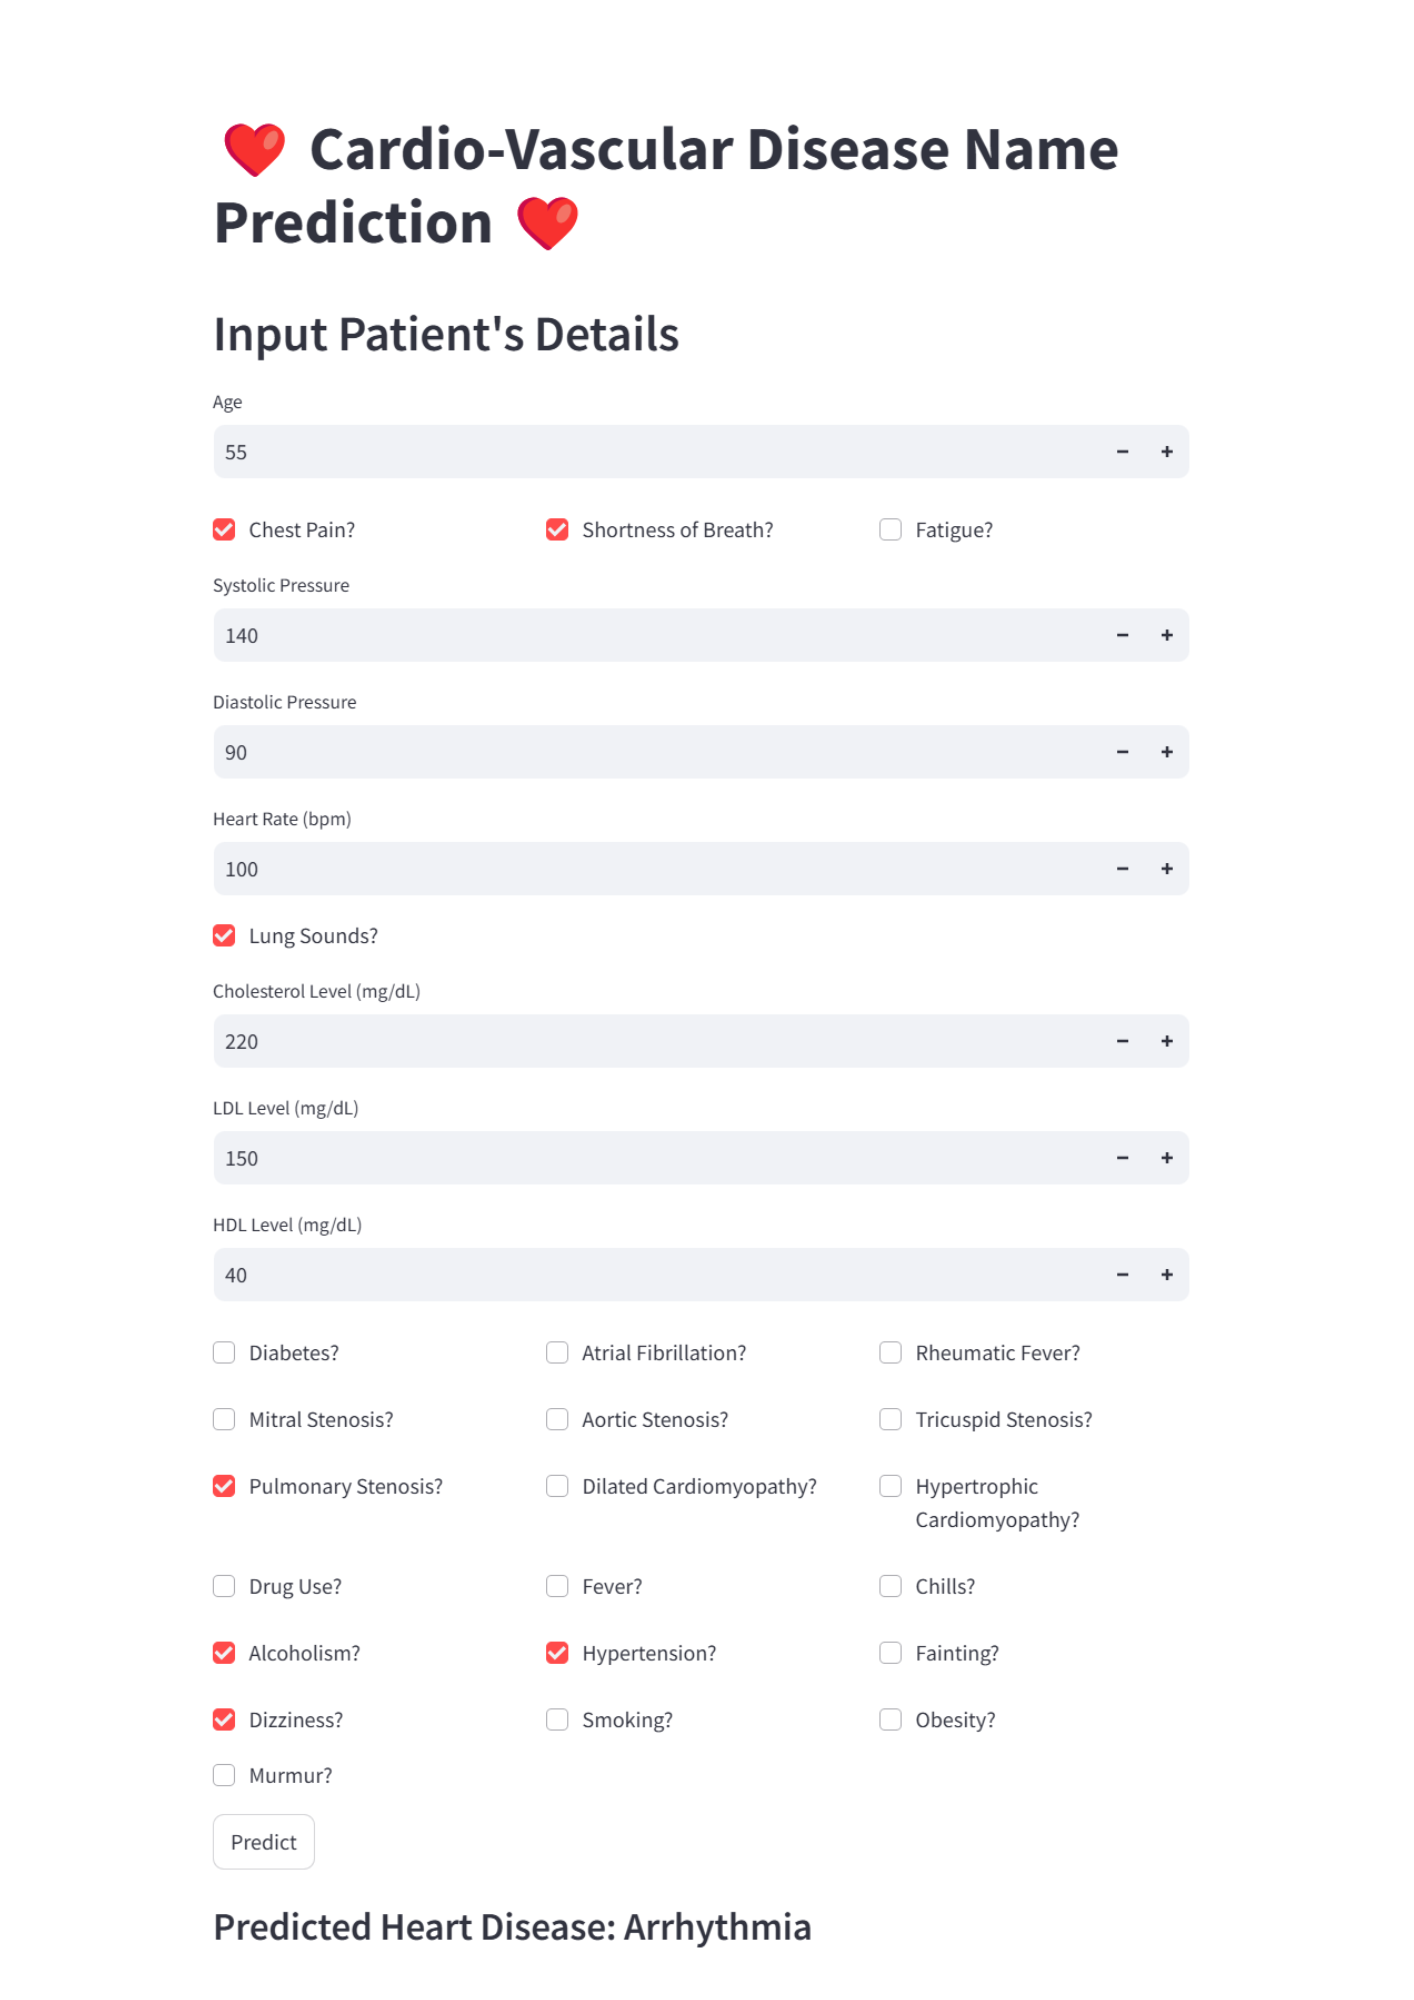 ❤️ Cardio-Vascular Disease Name
Prediction ❤️
Input Patient's Details
Age
55 − +
Chest Pain? Shortness of Breath? Fatigue?
Systolic Pressure
140 − +
Diastolic Pressure
90 − +
Heart Rate (bpm)
100 − +
Lung Sounds?
Cholesterol Level (mg/dL)
220 − +
LDL Level (mg/dL)
150 − +
HDL Level (mg/dL)
40 − +
Diabetes? Atrial Fibrillation? Rheumatic Fever?
Mitral Stenosis? Aortic Stenosis? Tricuspid Stenosis?
Pulmonary Stenosis? Dilated Cardiomyopathy? Hypertrophic
Cardiomyopathy?
Drug Use? Fever? Chills?
Alcoholism? Hypertension? Fainting?
Dizziness? Smoking? Obesity?
Murmur?
Predict
Predicted Heart Disease: Arrhythmia